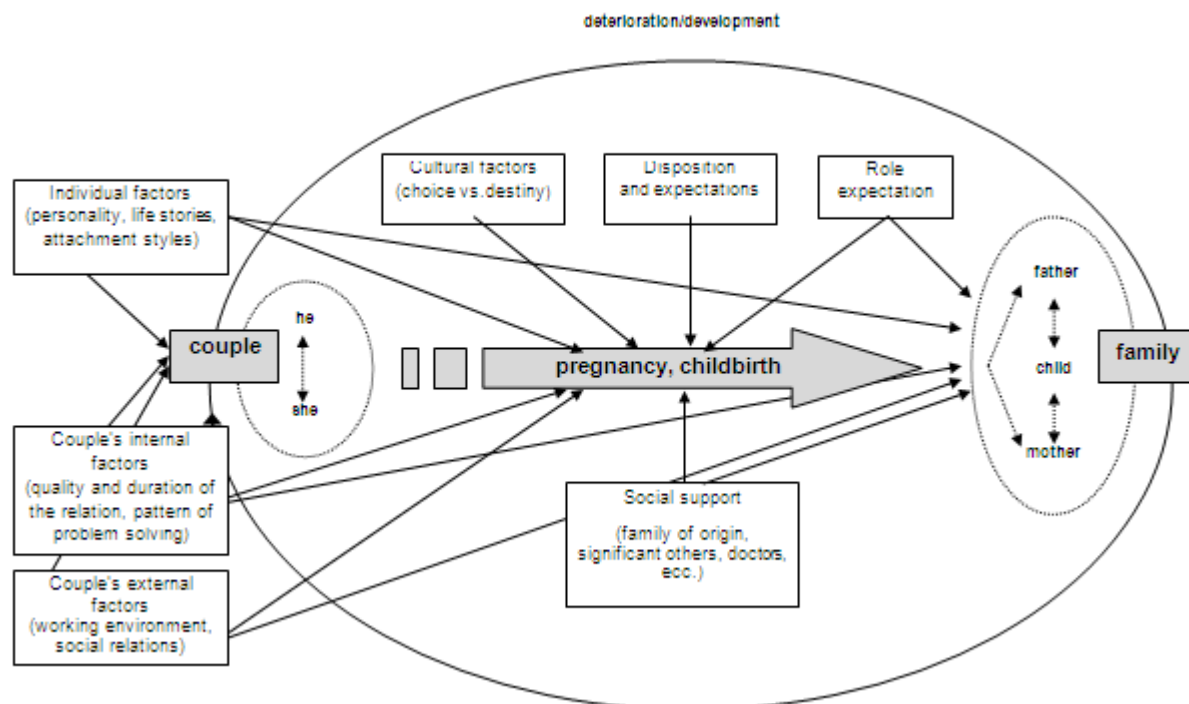 deterioration/development
Individual factors
(personality, life stories,
attachment styles)
Cultural factors
(choice vs.destiny)
Disposition
and expectations
Role
expectation
he
she
couple
pregnancy, childbirth
father
child
mother
family
Couple's internal
factors
(quality and duration of
the relation, pattern of
problem solving)
Couple's external
factors
(working environment,
social relations)
Social support
(family of origin,
significant others, doctors,
ecc.)